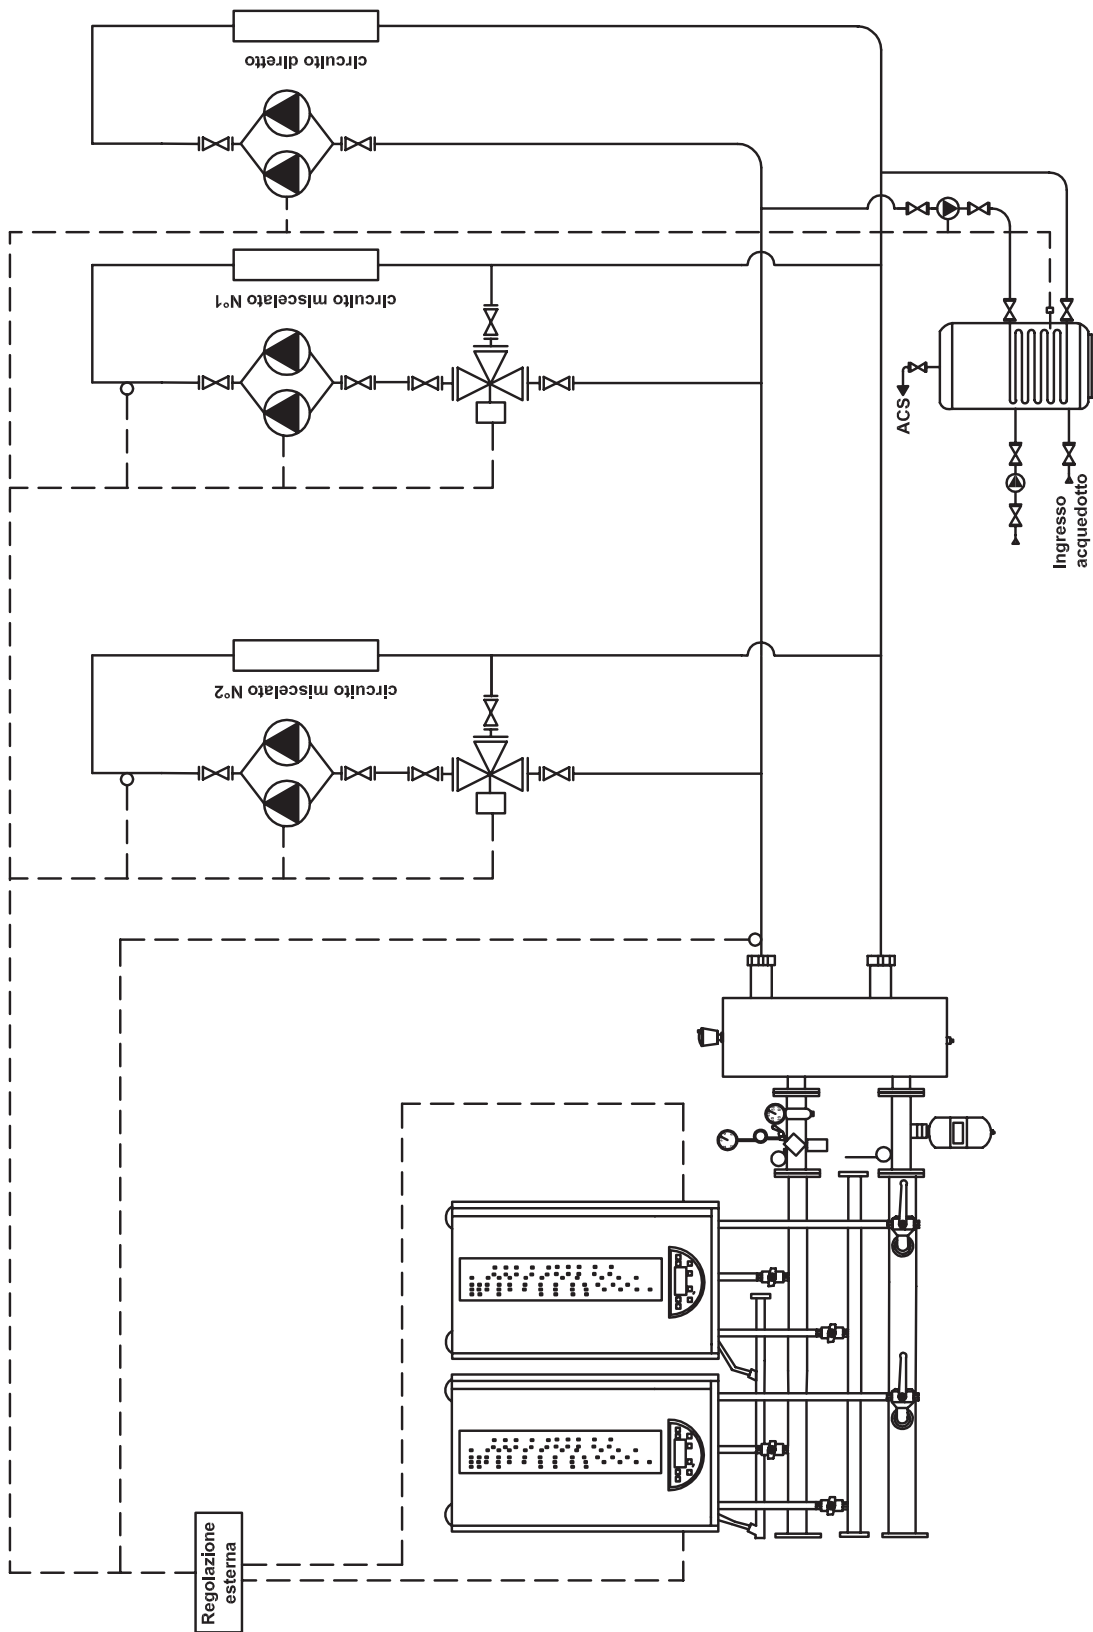 circuito diretto
circuito miscelato N°1
ACS
Ingresso
acquedotto
circuito miscelato N°2
Regolazione
esterna